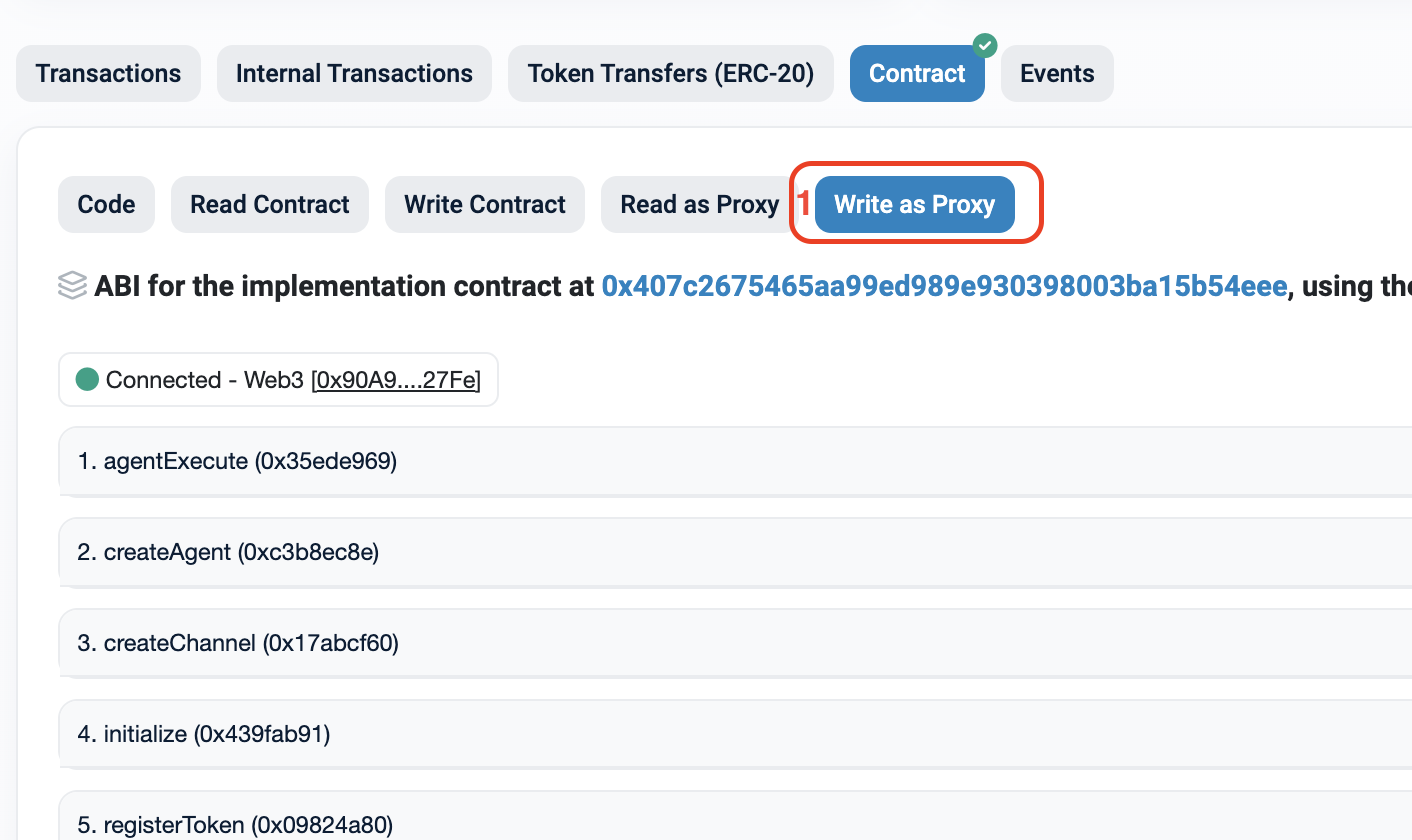 Transactions Internal Transactions Token Transfers (ERC-20) Contract Events
Code Read Contract Write Contract Read as Proxy 1 Write as Proxy
ABI for the implementation contract at 0x407c2675465aa99ed989e930398003ba15b54eee, using the
Connected - Web3 [0x90A9....27Fe]
1. agentExecute (0x35ede969)
2. createAgent (0xc3b8ec8e)
3. createChannel (0x17abcf60)
4. initialize (0x439fab91)
5. registerToken (0x09824a80)